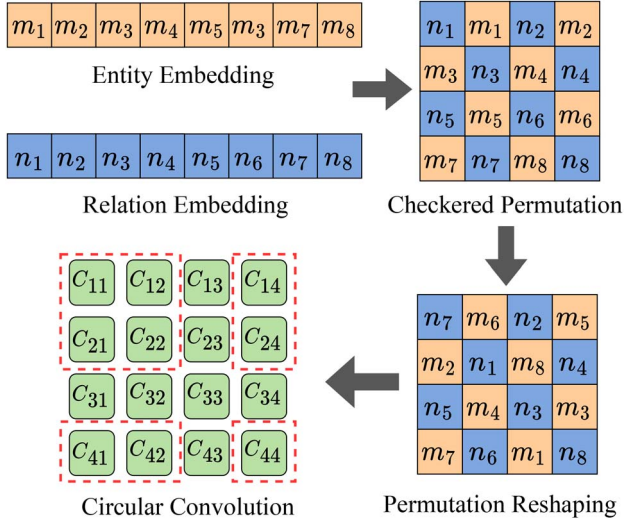 m₁ m₂ m₃ m₄ m₅ m₃ m₇ m₈
Entity Embedding
n₁ n₂ n₃ n₄ n₅ n₆ n₇ n₈
Relation Embedding
n₁ m₁ n₂ m₂
m₃ n₃ m₄ n₄
n₅ m₅ n₆ m₆
m₇ n₇ m₈ n₈
Checkered Permutation
n₇ m₆ n₂ m₅
m₂ n₁ m₈ n₄
n₅ m₄ n₃ m₃
m₇ n₆ m₁ n₈
Permutation Reshaping
C₁₁ C₁₂ C₁₃ C₁₄
C₂₁ C₂₂ C₂₃ C₂₄
C₃₁ C₃₂ C₃₃ C₃₄
C₄₁ C₄₂ C₄₃ C₄₄
Circular Convolution